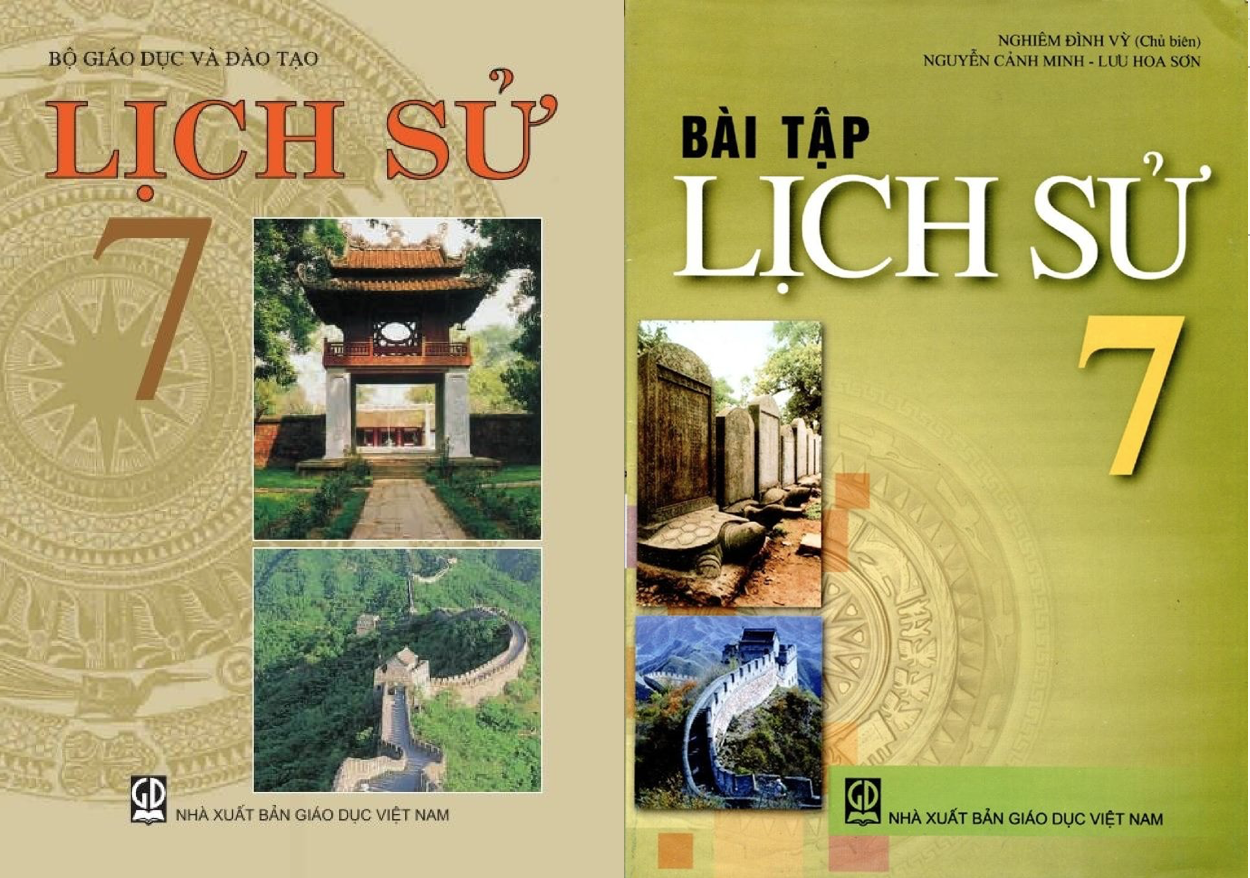 BỘ GIÁO DỤC VÀ ĐÀO TẠO
LỊCH SỬ
7
GD
NHÀ XUẤT BẢN GIÁO DỤC VIỆT NAM
NGHIÊM ĐÌNH VỲ (Chủ biên)
NGUYỄN CẢNH MINH - LƯU HOA SƠN
BÀI TẬP
LỊCH SỬ
7
GD
NHÀ XUẤT BẢN GIÁO DỤC VIỆT NAM